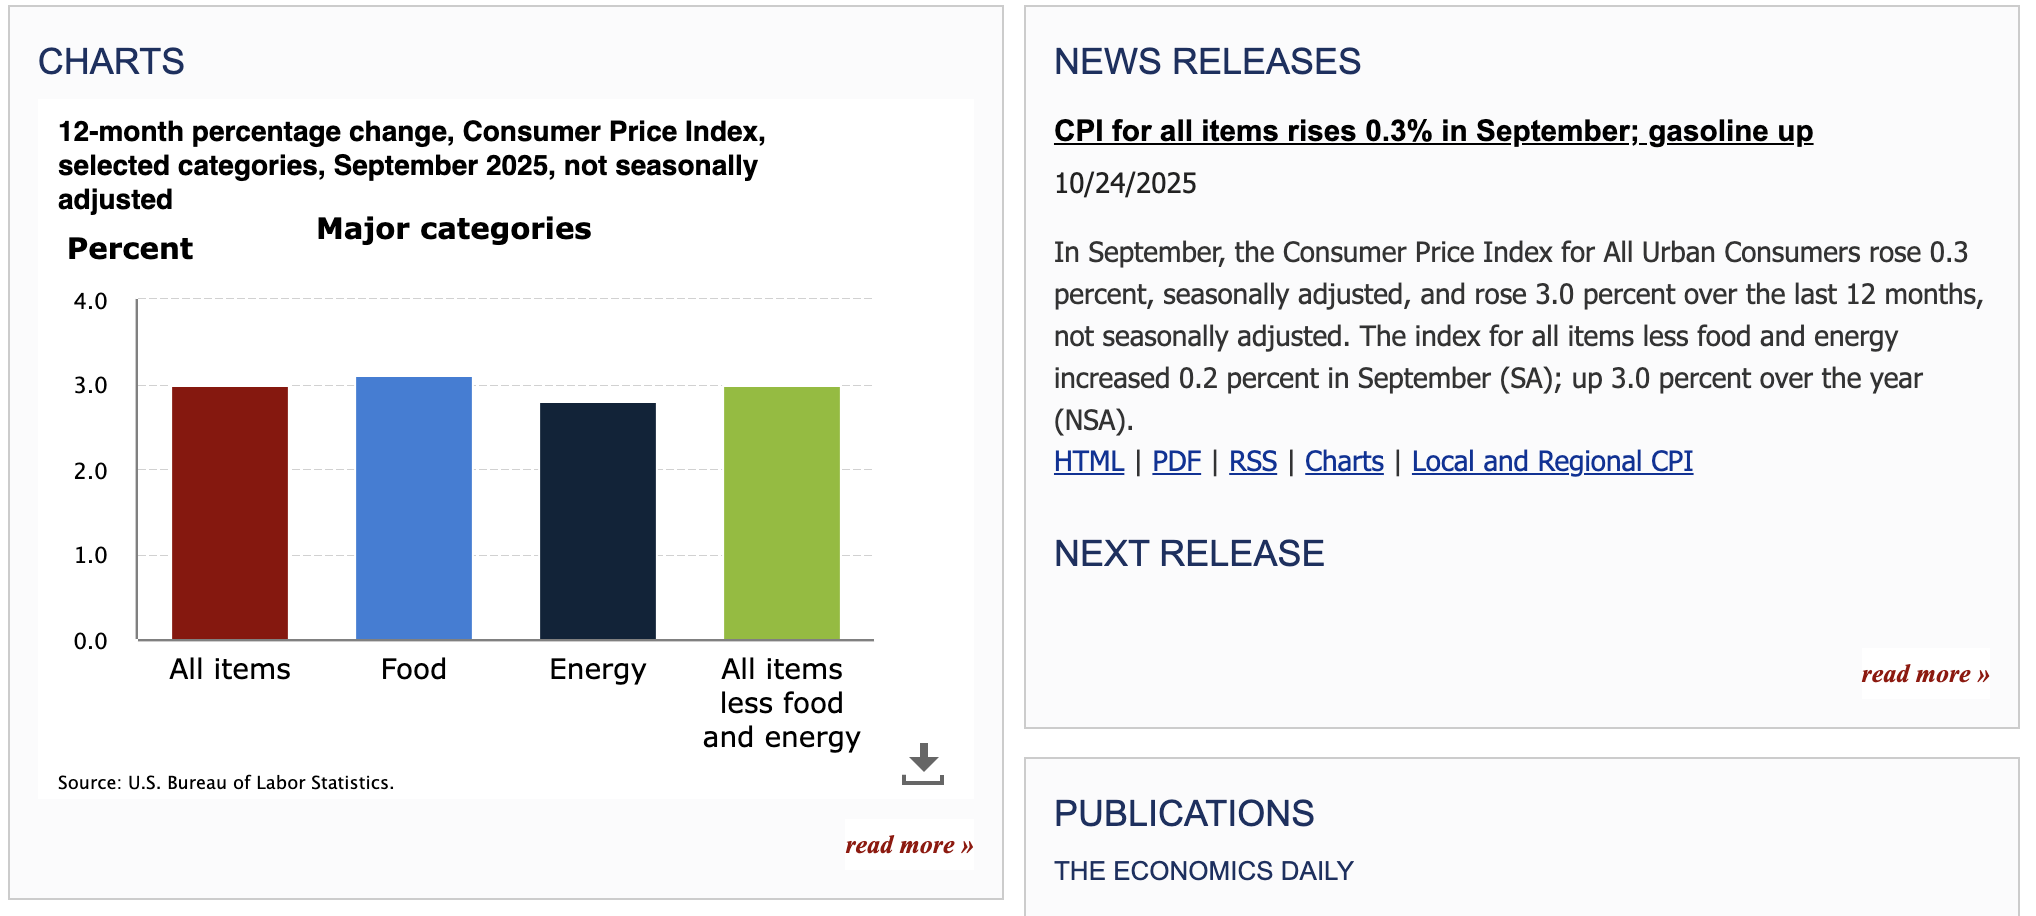 CHARTS
12-month percentage change, Consumer Price Index,
selected categories, September 2025, not seasonally
adjusted
Major categories
Percent
4.0
3.0
2.0
1.0
0.0
All items
Food
Energy
All items
less food
and energy
Source: U.S. Bureau of Labor Statistics.
read more »
NEWS RELEASES
CPI for all items rises 0.3% in September; gasoline up
10/24/2025
In September, the Consumer Price Index for All Urban Consumers rose 0.3
percent, seasonally adjusted, and rose 3.0 percent over the last 12 months,
not seasonally adjusted. The index for all items less food and energy
increased 0.2 percent in September (SA); up 3.0 percent over the year
(NSA).
HTML | PDF | RSS | Charts | Local and Regional CPI
NEXT RELEASE
read more »
PUBLICATIONS
THE ECONOMICS DAILY